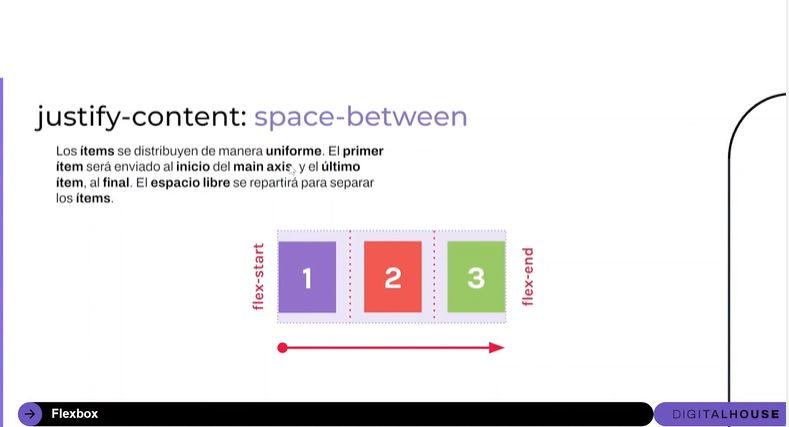 justify-content: space-between
Los ítems se distribuyen de manera uniforme. El primer
ítem será enviado al inicio del main axis, y el último
ítem, al final. El espacio libre se repartirá para separar
los ítems.
flex-start
1
2
3
flex-end
Flexbox
DIGITALHOUSE